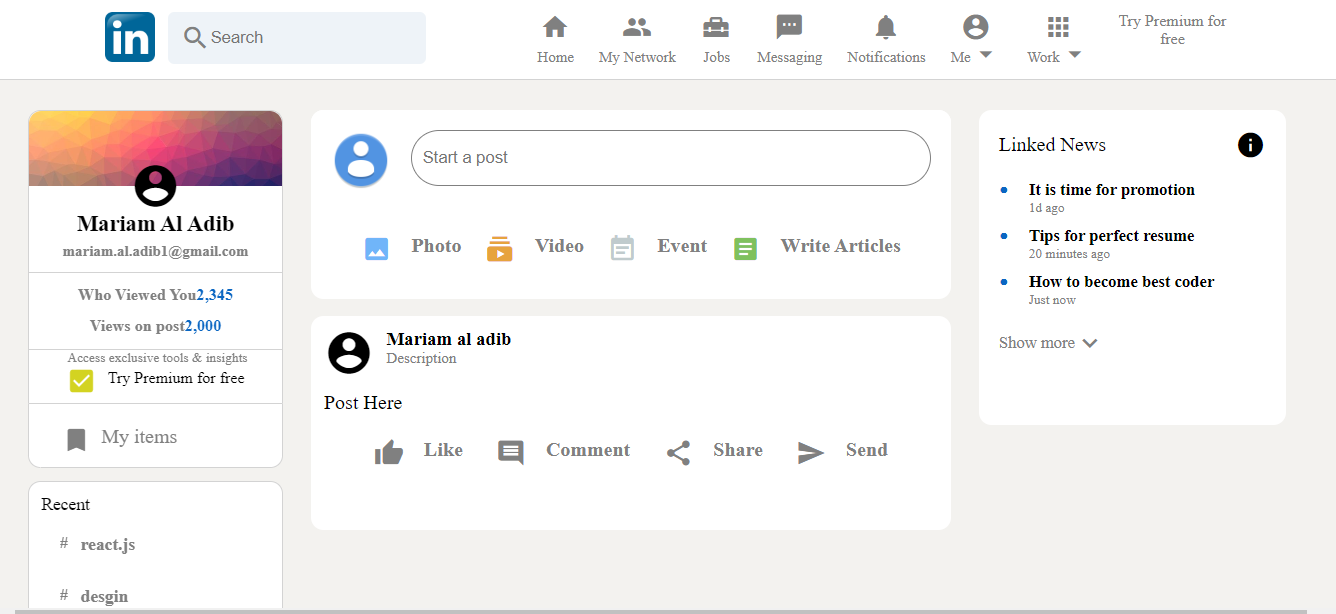 in
Search
Home
My Network
Jobs
Messaging
Notifications
Me
Work
Try Premium for
free
Mariam Al Adib
mariam.al.adib1@gmail.com
Who Viewed You2,345
Views on post2,000
Access exclusive tools & insights
Try Premium for free
My items
Recent
# react.js
# desgin
Start a post
Photo
Video
Event
Write Articles
Mariam al adib
Description
Post Here
Like
Comment
Share
Send
Linked News
It is time for promotion
1d ago
Tips for perfect resume
20 minutes ago
How to become best coder
Just now
Show more